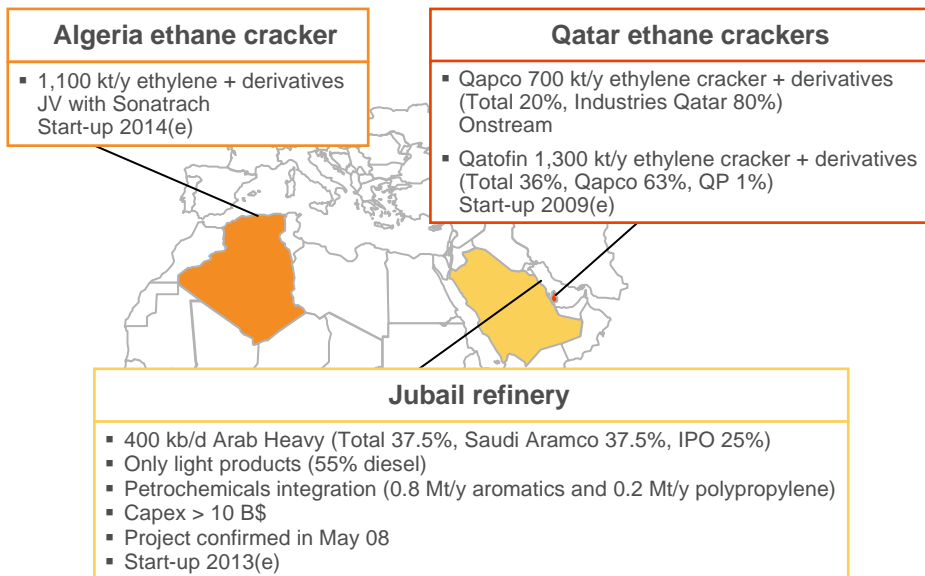 Algeria ethane cracker
▪ 1,100 kt/y ethylene + derivatives
JV with Sonatrach
Start-up 2014(e)
Qatar ethane crackers
▪ Qapco 700 kt/y ethylene cracker + derivatives
(Total 20%, Industries Qatar 80%)
Onstream
▪ Qatofin 1,300 kt/y ethylene cracker + derivatives
(Total 36%, Qapco 63%, QP 1%)
Start-up 2009(e)
Jubail refinery
▪ 400 kb/d Arab Heavy (Total 37.5%, Saudi Aramco 37.5%, IPO 25%)
▪ Only light products (55% diesel)
▪ Petrochemicals integration (0.8 Mt/y aromatics and 0.2 Mt/y polypropylene)
▪ Capex > 10 B$
▪ Project confirmed in May 08
▪ Start-up 2013(e)